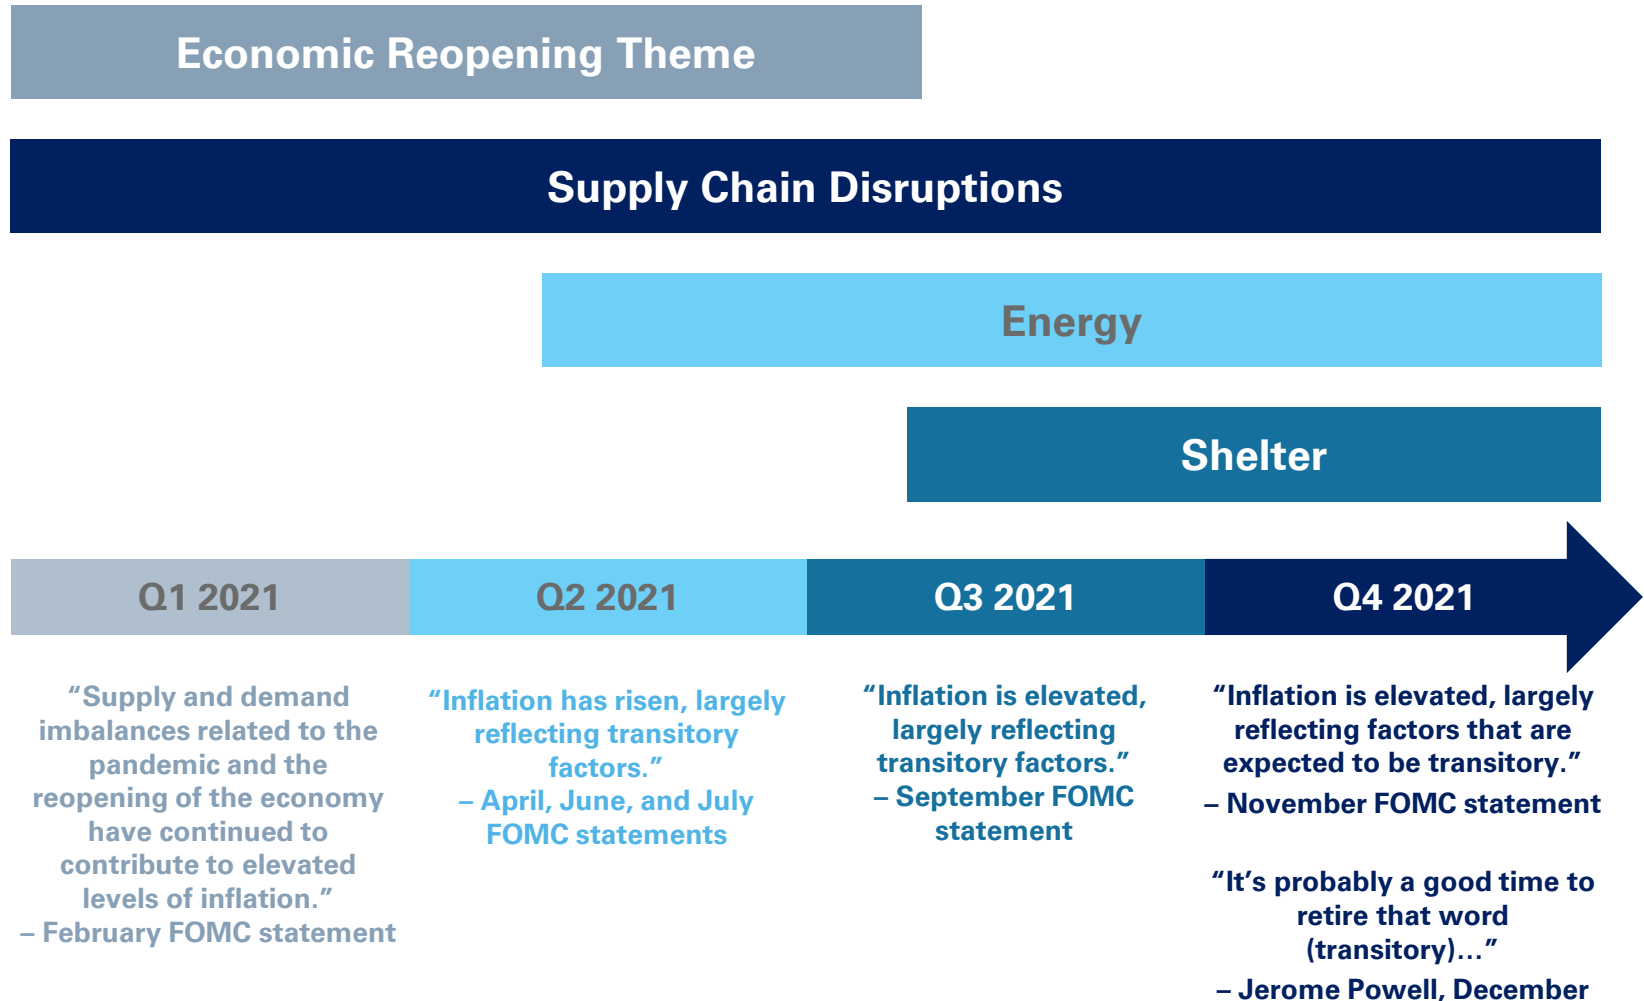 Economic Reopening Theme
Supply Chain Disruptions
Energy
Shelter
Q1 2021
Q2 2021
Q3 2021
Q4 2021
“Supply and demand
imbalances related to the
pandemic and the
reopening of the economy
have continued to
contribute to elevated
levels of inflation.”
– February FOMC statement
“Inflation has risen, largely
reflecting transitory
factors.”
– April, June, and July
FOMC statements
“Inflation is elevated,
largely reflecting
transitory factors.”
– September FOMC
statement
“Inflation is elevated, largely
reflecting factors that are
expected to be transitory.”
– November FOMC statement
“It’s probably a good time to
retire that word
(transitory)…”
– Jerome Powell, December